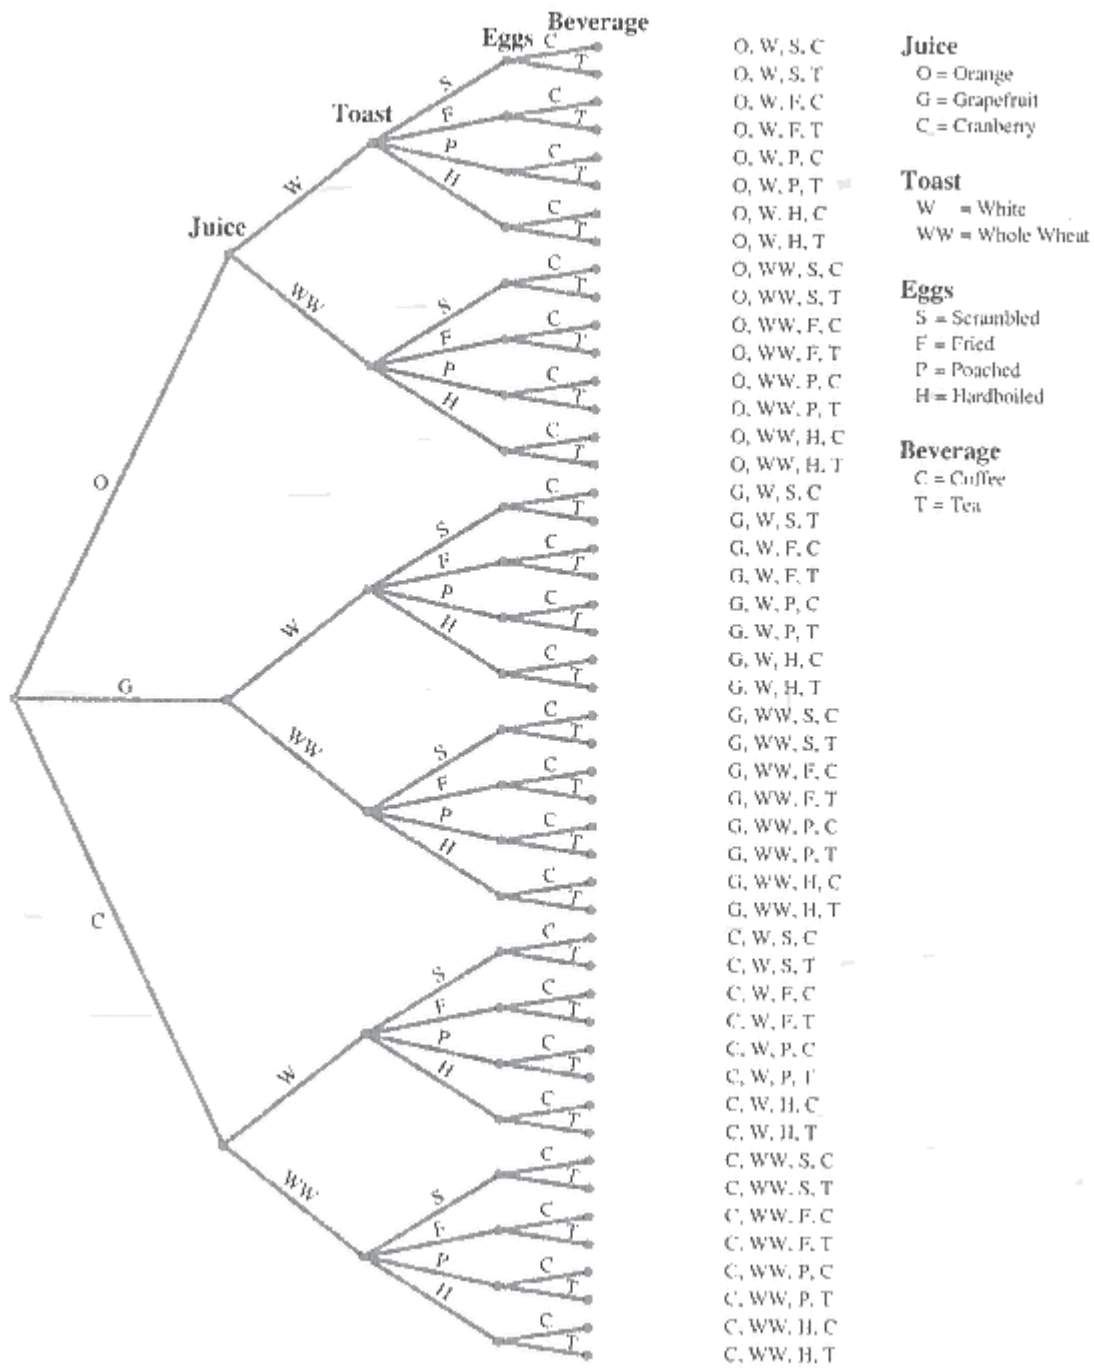 Beverage
Eggs
Toast
Juice
O
G
C
W
WW
W
WW
W
WW
S
F
P
H
S
F
P
H
S
F
P
H
S
F
P
H
S
F
P
H
S
F
P
H
C
T
C
T
C
T
C
T
C
T
C
T
C
T
C
T
C
T
C
T
C
T
C
T
C
T
C
T
C
T
C
T
C
T
C
T
C
T
C
T
C
T
C
T
C
T
C
T
O, W, S, C
O, W, S, T
O, W, F, C
O, W, F, T
O, W, P, C
O, W, P, T
O, W, H, C
O, W, H, T
O, WW, S, C
O, WW, S, T
O, WW, F, C
O, WW, F, T
O, WW, P, C
O, WW, P, T
O, WW, H, C
O, WW, H, T
G, W, S, C
G, W, S, T
G, W, F, C
G, W, F, T
G, W, P, C
G, W, P, T
G, W, H, C
G, W, H, T
G, WW, S, C
G, WW, S, T
G, WW, F, C
G, WW, F, T
G, WW, P, C
G, WW, P, T
G, WW, H, C
G, WW, H, T
C, W, S, C
C, W, S, T
C, W, F, C
C, W, F, T
C, W, P, C
C, W, P, T
C, W, H, C
C, W, H, T
C, WW, S, C
C, WW, S, T
C, WW, F, C
C, WW, F, T
C, WW, P, C
C, WW, P, T
C, WW, H, C
C, WW, H, T
Juice
O = Orange
G = Grapefruit
C = Cranberry
Toast
W = White
WW = Whole Wheat
Eggs
S = Scrambled
F = Fried
P = Poached
H = Hardboiled
Beverage
C = Coffee
T = Tea